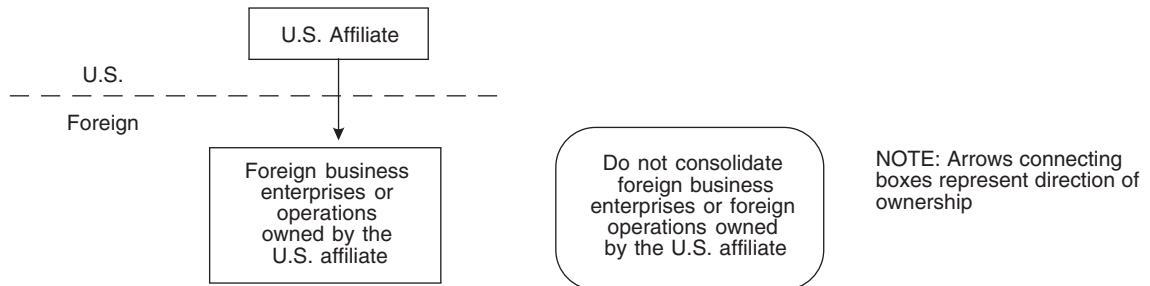 U.S. Affiliate
U.S.
Foreign
Foreign business
enterprises or
operations
owned by the
U.S. affiliate
Do not consolidate
foreign business
enterprises or foreign
operations owned
by the U.S. affiliate
NOTE: Arrows connecting
boxes represent direction of
ownership